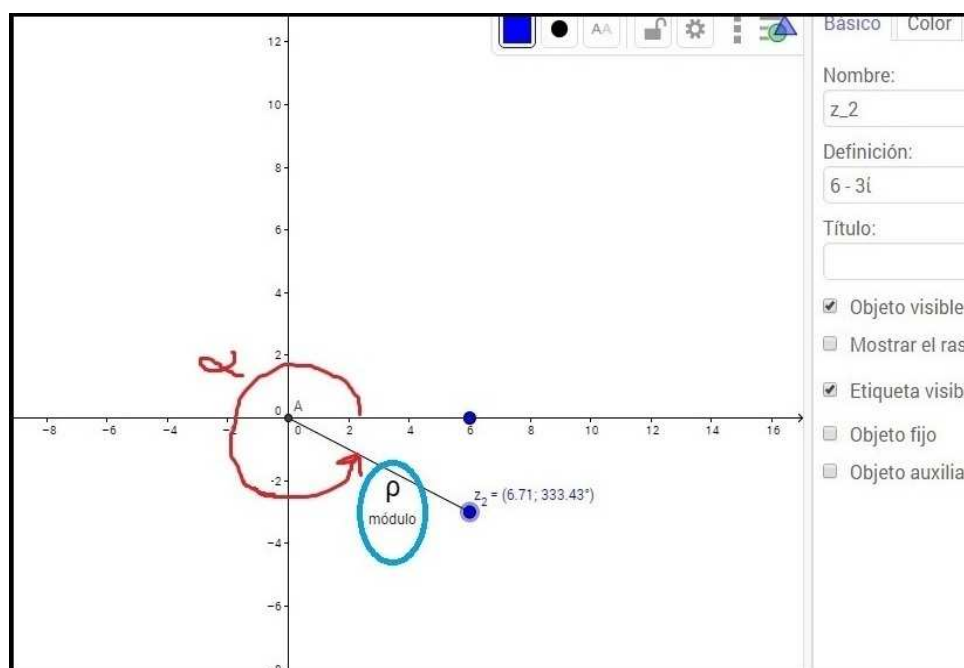 AA
Básico Color
Nombre:
z_2
Definición:
6 - 3ί
Título:
Objeto visible
Mostrar el ras
Etiqueta visib
Objeto fijo
Objeto auxilia
12
10
8
6
4
2
0
-2
-4
-6
-8 -6 -4 -2 0 2 4 6 8 10 12 14 16
A
α
ρ
módulo
z₂ = (6.71; 333.43°)